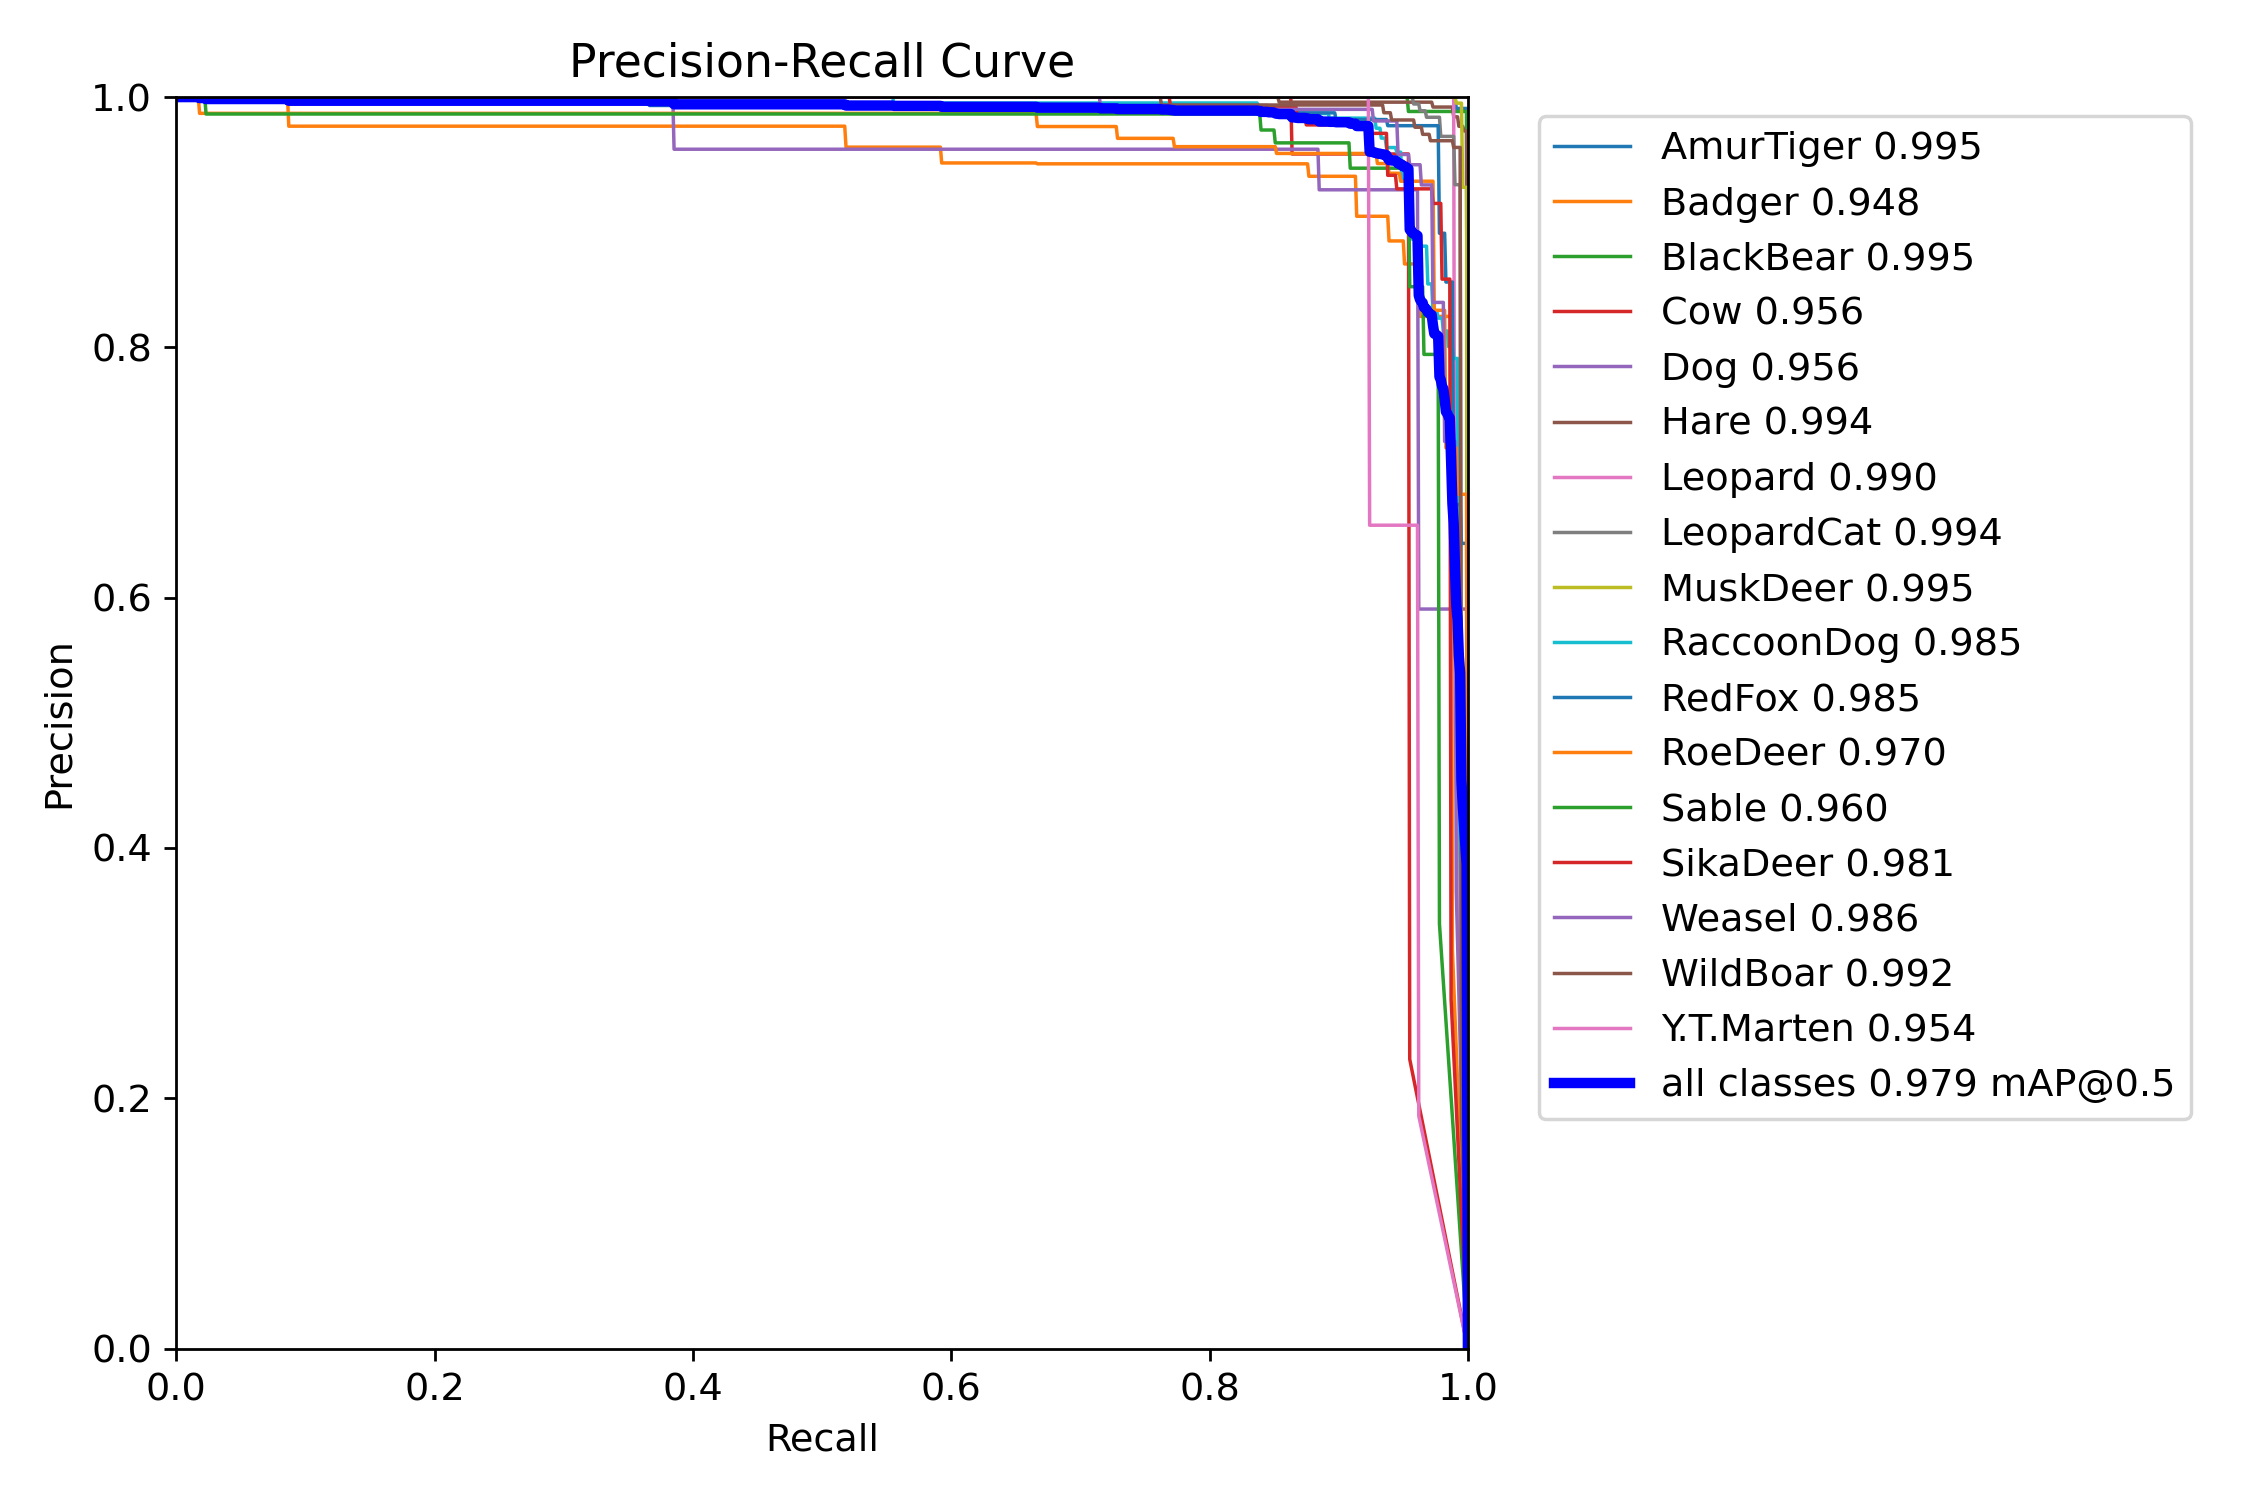 Precision-Recall Curve
1.0
0.8
0.6
0.4
0.2
0.0
Precision
0.0 0.2 0.4 0.6 0.8 1.0
Recall
AmurTiger 0.995
Badger 0.948
BlackBear 0.995
Cow 0.956
Dog 0.956
Hare 0.994
Leopard 0.990
LeopardCat 0.994
MuskDeer 0.995
RaccoonDog 0.985
RedFox 0.985
RoeDeer 0.970
Sable 0.960
SikaDeer 0.981
Weasel 0.986
WildBoar 0.992
Y.T.Marten 0.954
all classes 0.979 mAP@0.5